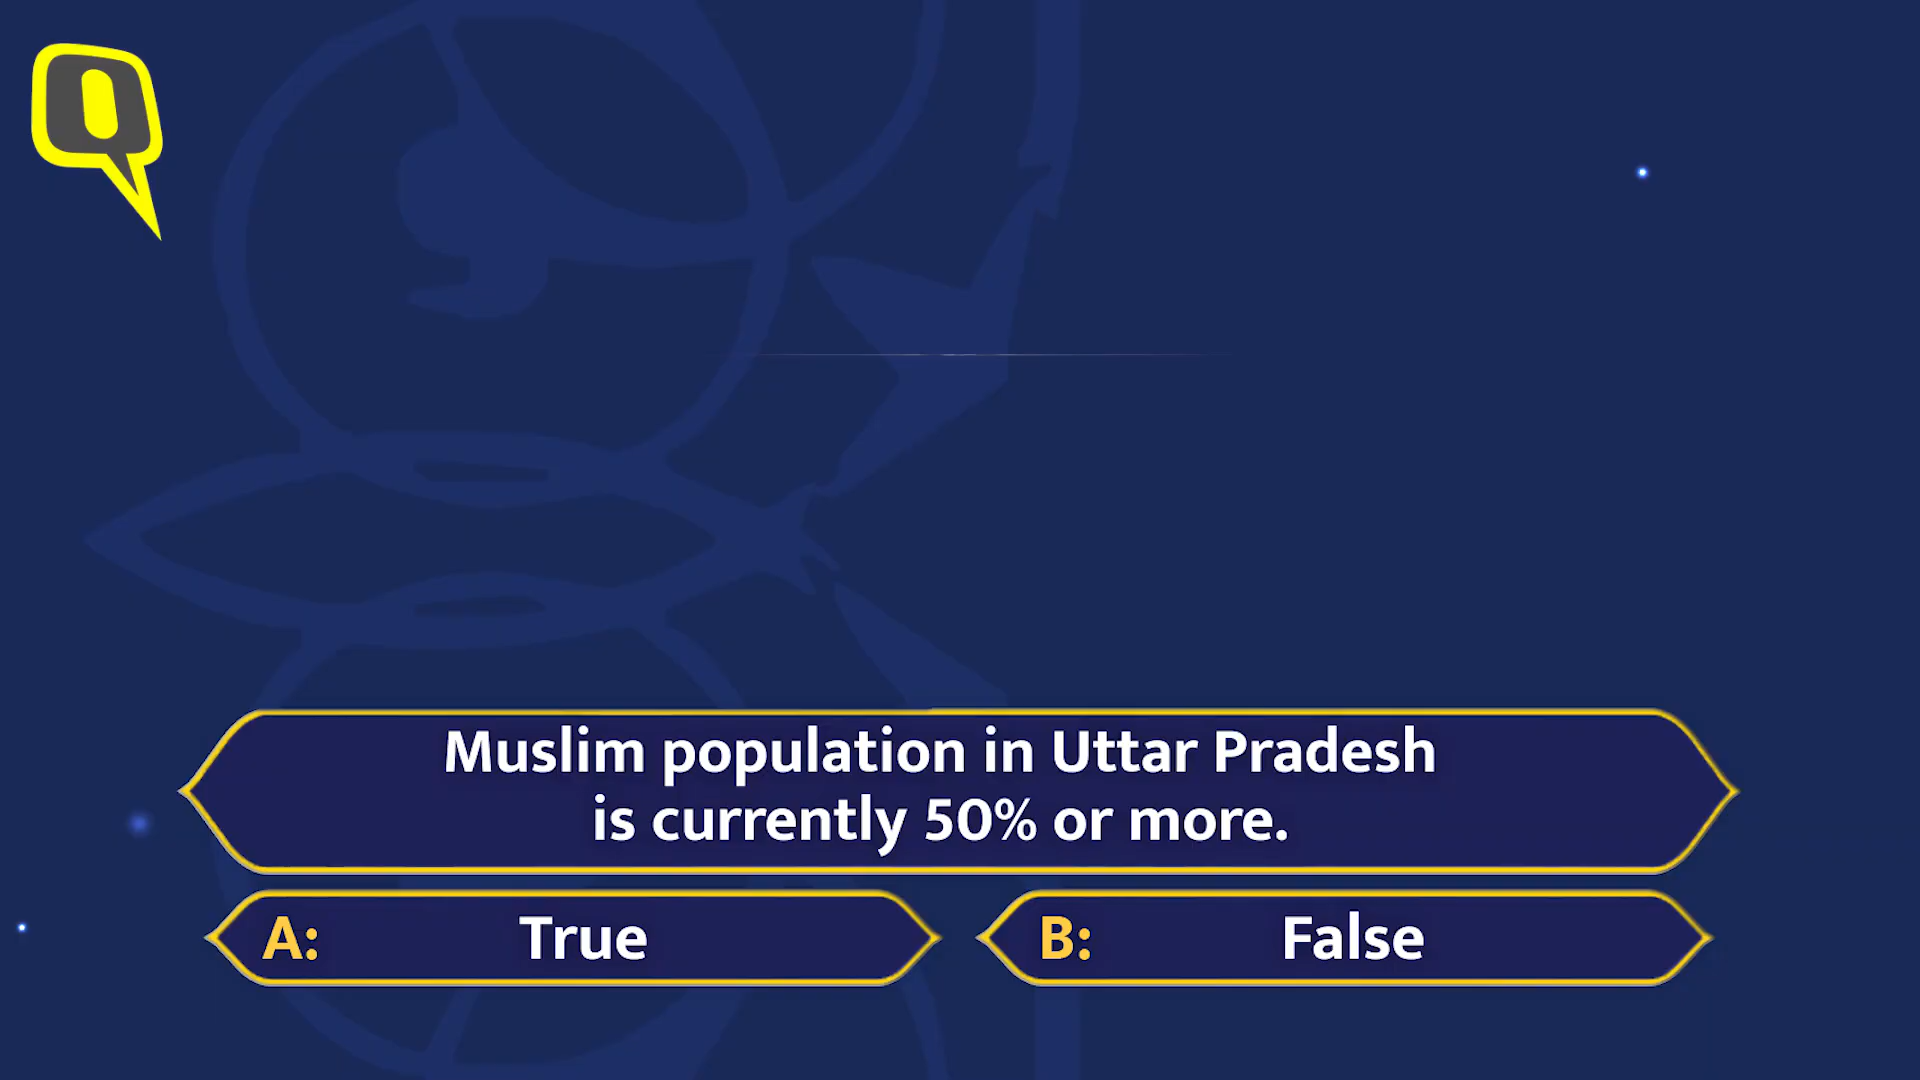 Muslim population in Uttar Pradesh
is currently 50% or more.
A: True
B: False